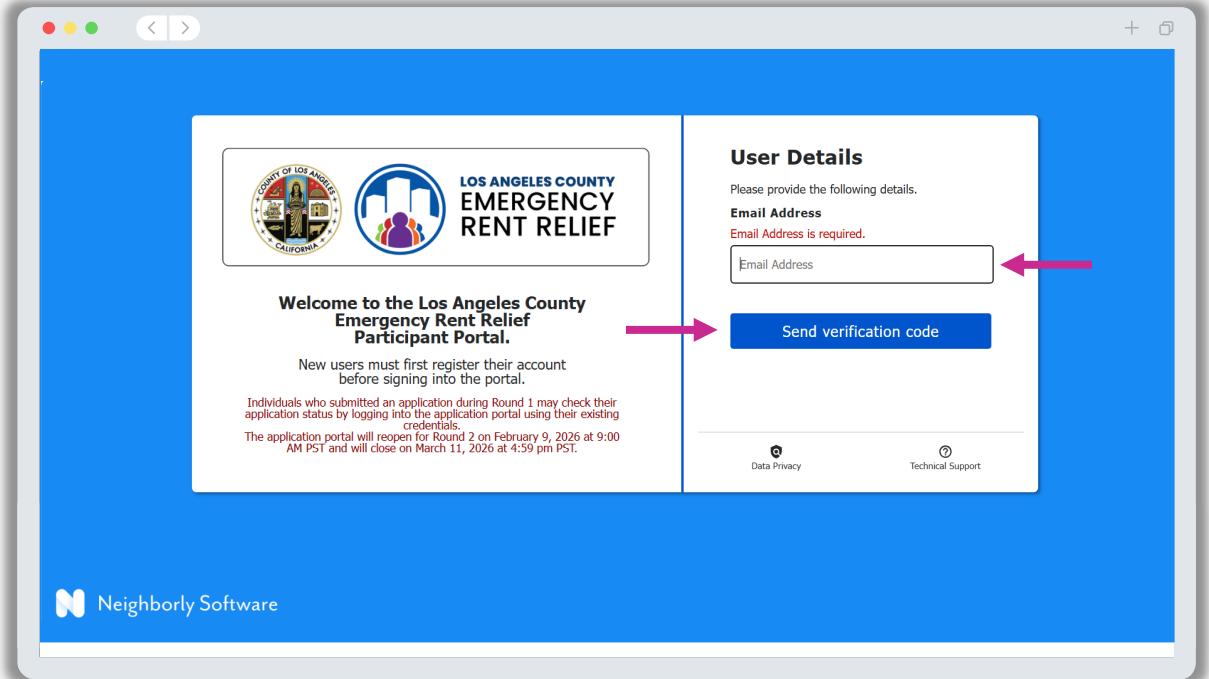 COUNTY OF LOS ANGELES
CALIFORNIA
LOS ANGELES COUNTY
EMERGENCY
RENT RELIEF
Welcome to the Los Angeles County
Emergency Rent Relief
Participant Portal.
New users must first register their account
before signing into the portal.
Individuals who submitted an application during Round 1 may check their
application status by logging into the application portal using their existing
credentials.
The application portal will reopen for Round 2 on February 9, 2026 at 9:00
AM PST and will close on March 11, 2026 at 4:59 pm PST.
User Details
Please provide the following details.
Email Address
Email Address is required.
Email Address
Send verification code
Data Privacy
Technical Support
Neighborly Software